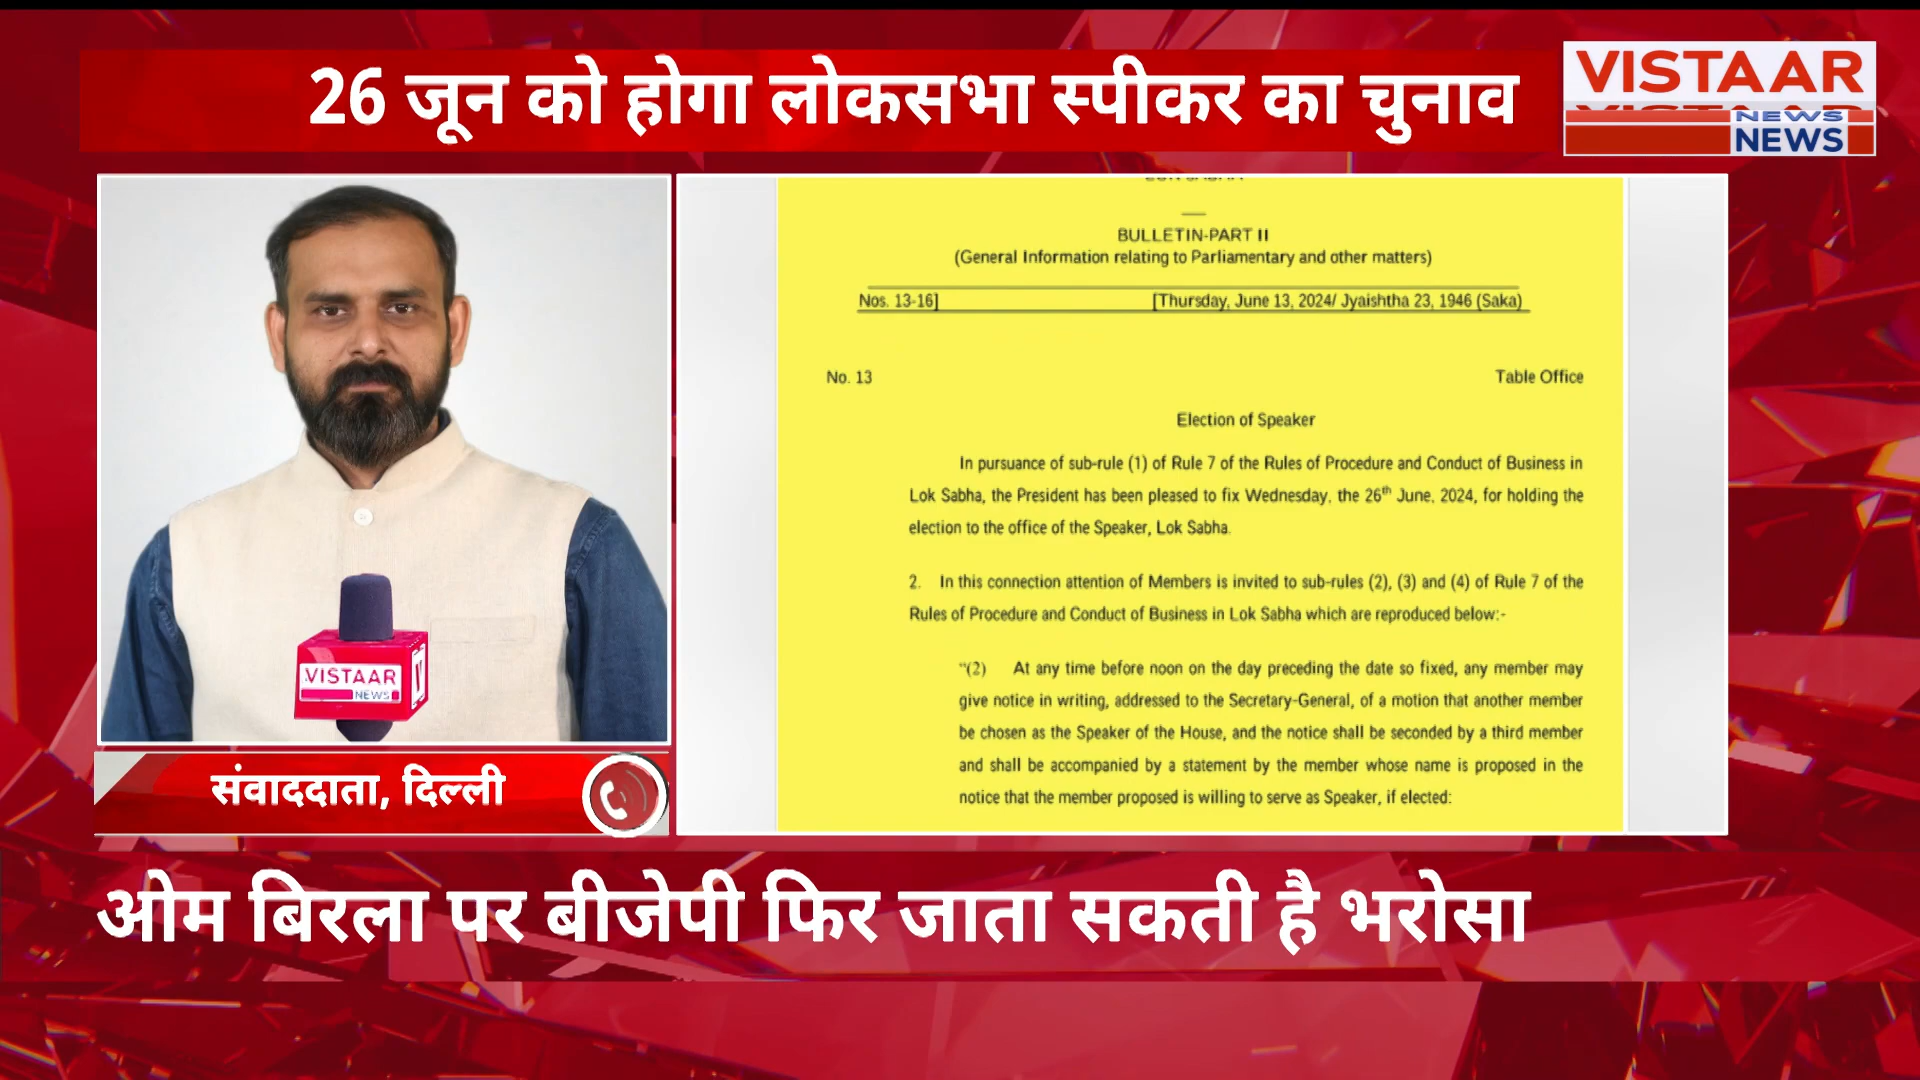 26 जून को होगा लोकसभा स्पीकर का चुनाव
VISTAAR
NEWS
NEWS
BULLETIN-PART II
(General Information relating to Parliamentary and other matters)
Nos. 13-16] [Thursday, June 13, 2024/ Jyaishtha 23, 1946 (Saka)
No. 13 Table Office
Election of Speaker
In pursuance of sub-rule (1) of Rule 7 of the Rules of Procedure and Conduct of Business in
Lok Sabha, the President has been pleased to fix Wednesday, the 26th June, 2024, for holding the
election to the office of the Speaker, Lok Sabha.
2. In this connection attention of Members is invited to sub-rules (2), (3) and (4) of Rule 7 of the
Rules of Procedure and Conduct of Business in Lok Sabha which are reproduced below:-
“(2) At any time before noon on the day preceding the date so fixed, any member may
give notice in writing, addressed to the Secretary-General, of a motion that another member
be chosen as the Speaker of the House, and the notice shall be seconded by a third member
and shall be accompanied by a statement by the member whose name is proposed in the
notice that the member proposed is willing to serve as Speaker, if elected:
VISTAAR
NEWS
V
संवाददाता, दिल्ली
ओम बिरला पर बीजेपी फिर जाता सकती है भरोसा